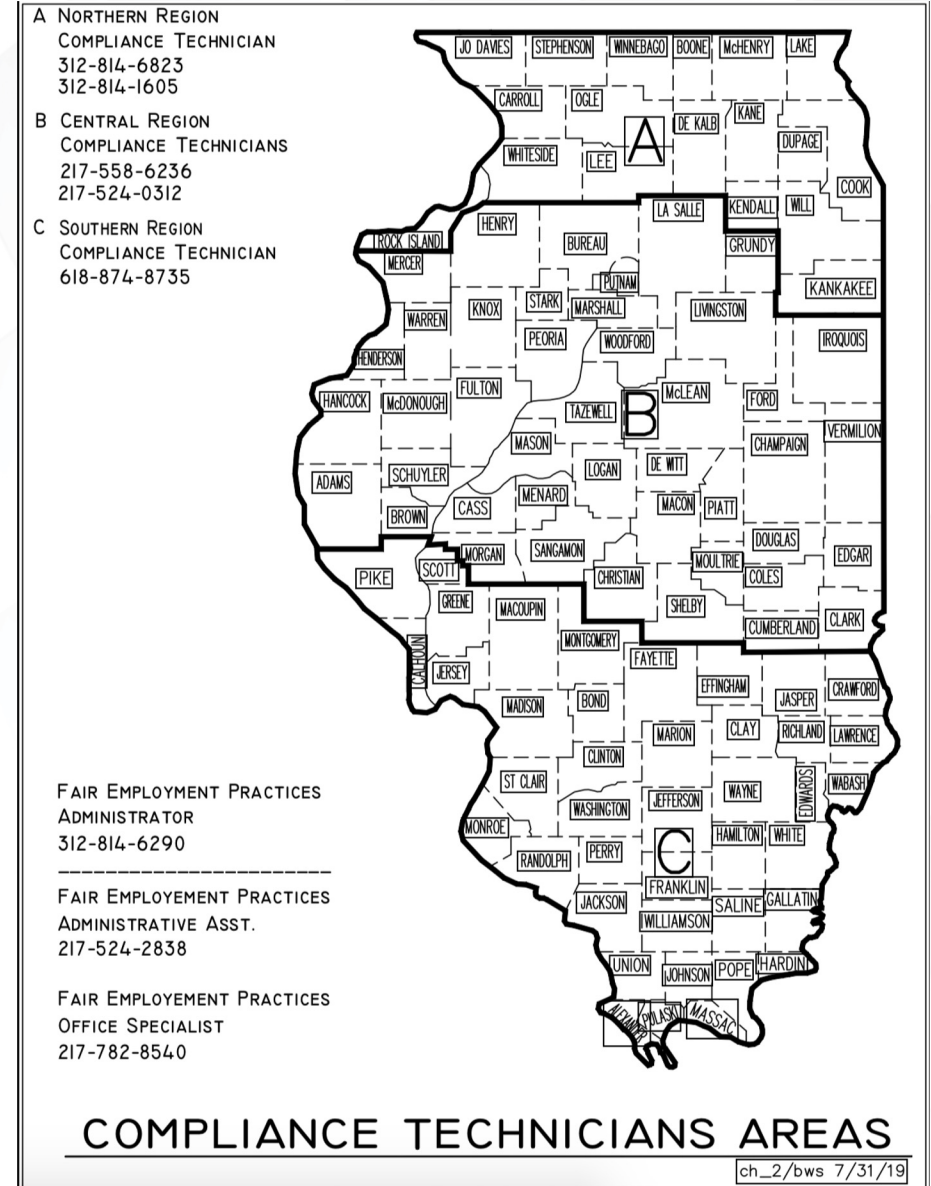 A NORTHERN REGION
COMPLIANCE TECHNICIAN
312-814-6823
312-814-1605
B CENTRAL REGION
COMPLIANCE TECHNICIANS
217-558-6236
217-524-0312
C SOUTHERN REGION
COMPLIANCE TECHNICIAN
618-874-8735
JO DAVIES
STEPHENSON
WINNEBAGO
BOONE
McHENRY
LAKE
CARROLL
OGLE
DE KALB
KANE
DUPAGE
WHITESIDE
LEE
A
COOK
ROCK ISLAND
HENRY
LA SALLE
KENDALL
WILL
MERCER
BUREAU
GRUNDY
PUTNAM
KANKAKEE
KNOX
STARK
MARSHALL
LIVINGSTON
WARREN
PEORIA
WOODFORD
IROQUOIS
HENDERSON
FULTON
McLEAN
HANCOCK
McDONOUGH
TAZEWELL
B
FORD
MASON
CHAMPAIGN
VERMILION
ADAMS
SCHUYLER
LOGAN
DE WITT
BROWN
CASS
MENARD
MACON
PIATT
MORGAN
SANGAMON
DOUGLAS
EDGAR
PIKE
SCOTT
CHRISTIAN
MOULTRIE
COLES
GREENE
MACOUPIN
SHELBY
CUMBERLAND
CLARK
CALHOUN
MONTGOMERY
FAYETTE
JERSEY
EFFINGHAM
JASPER
CRAWFORD
MADISON
BOND
MARION
CLAY
RICHLAND
LAWRENCE
CLINTON
ST CLAIR
WASHINGTON
JEFFERSON
WAYNE
EDWARDS
WABASH
MONROE
RANDOLPH
PERRY
C
HAMILTON
WHITE
JACKSON
FRANKLIN
WILLIAMSON
SALINE
GALLATIN
UNION
JOHNSON
POPE
HARDIN
ALEXANDER
PULASKI
MASSAC
FAIR EMPLOYMENT PRACTICES
ADMINISTRATOR
312-814-6290
FAIR EMPLOYEMENT PRACTICES
ADMINISTRATIVE ASST.
217-524-2838
FAIR EMPLOYEMENT PRACTICES
OFFICE SPECIALIST
217-782-8540
COMPLIANCE TECHNICIANS AREAS
ch_2/bws 7/31/19